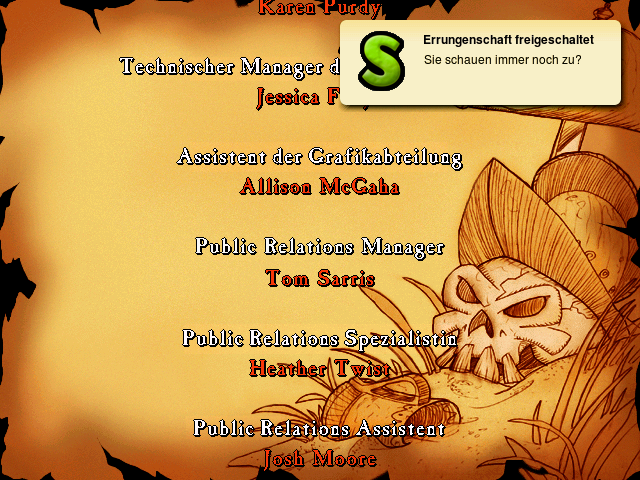 Karen Purdy
Errungenschaft freigeschaltet
Sie schauen immer noch zu?
Technischer Manager
Jessica
Assistent der Grafikabteilung
Allison McGaha
Public Relations Manager
Tom Sarris
Public Relations Spezialistin
Heather Twist
Public Relations Assistent
Josh Moore